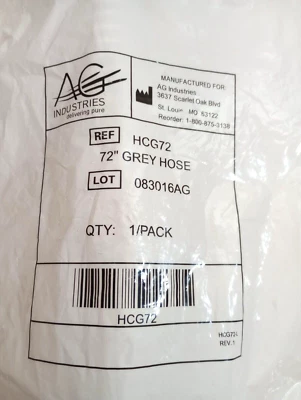 AG
INDUSTRIES
delivering pure
MANUFACTURED FOR:
AG Industries
3637 Scarlet Oak Blvd
St. Louis MO 63122
Reorder: 1-800-875-3138
REF HCG72
72" GREY HOSE
LOT 083016AG
QTY: 1/PACK
HCG72
REV. 1